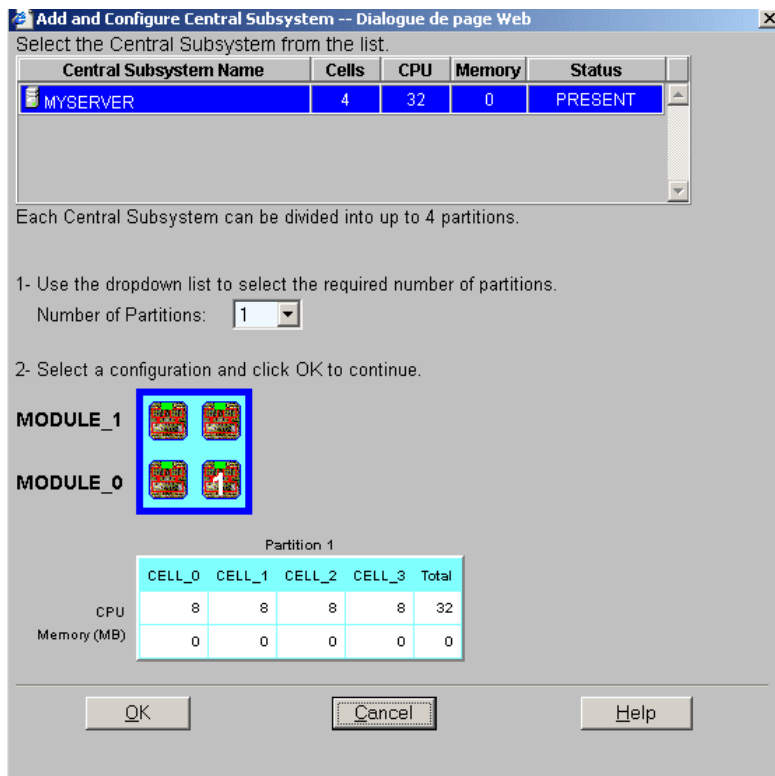 Add and Configure Central Subsystem -- Dialogue de page Web
Select the Central Subsystem from the list.
Central Subsystem Name Cells CPU Memory Status
MYSERVER 4 32 0 PRESENT
Each Central Subsystem can be divided into up to 4 partitions.
1- Use the dropdown list to select the required number of partitions.
Number of Partitions: 1
2- Select a configuration and click OK to continue.
MODULE_1
MODULE_0 1
Partition 1
CELL_0 CELL_1 CELL_2 CELL_3 Total
CPU 8 8 8 8 32
Memory (MB) 0 0 0 0 0
OK Cancel Help